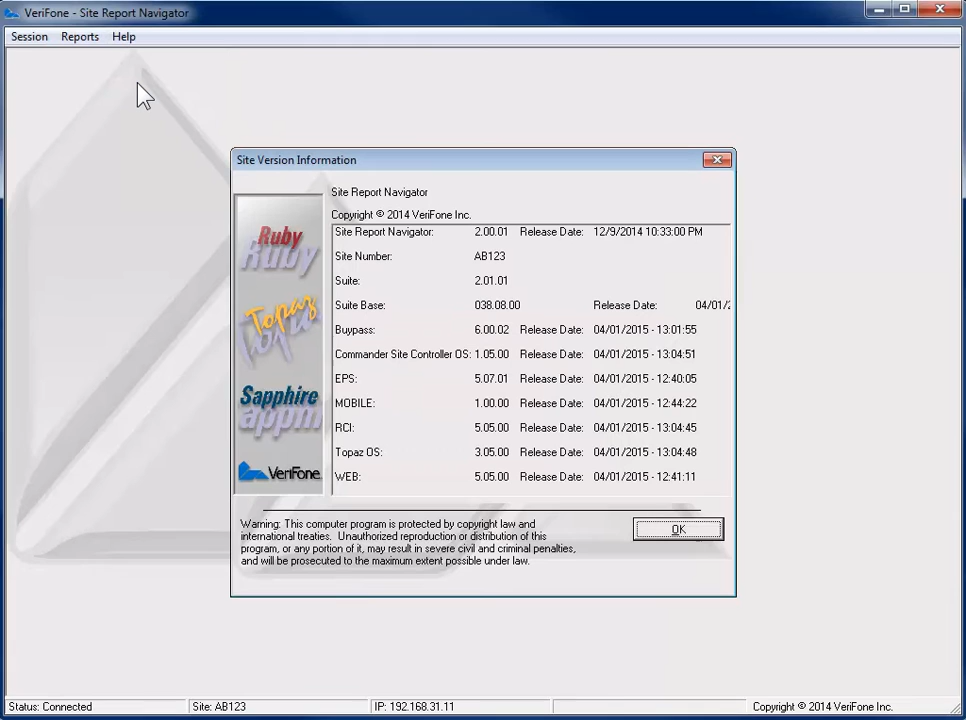 VeriFone - Site Report Navigator
Session Reports Help
Site Version Information
Site Report Navigator
Copyright © 2014 VeriFone Inc.
Ruby
Topaz
Sapphire
VeriFone
Site Report Navigator: 2.00.01 Release Date: 12/9/2014 10:33:00 PM
Site Number: AB123
Suite: 2.01.01
Suite Base: 038.08.00 Release Date: 04/01/2
Buypass: 6.00.02 Release Date: 04/01/2015 - 13:01:55
Commander Site Controller OS: 1.05.00 Release Date: 04/01/2015 - 13:04:51
EPS: 5.07.01 Release Date: 04/01/2015 - 12:40:05
MOBILE: 1.00.00 Release Date: 04/01/2015 - 12:44:22
RCI: 5.05.00 Release Date: 04/01/2015 - 13:04:45
Topaz OS: 3.05.00 Release Date: 04/01/2015 - 13:04:48
WEB: 5.05.00 Release Date: 04/01/2015 - 12:41:11
Warning: This computer program is protected by copyright law and
international treaties. Unauthorized reproduction or distribution of this
program, or any portion of it, may result in severe civil and criminal penalties,
and will be prosecuted to the maximum extent possible under law.
OK
Status: Connected Site: AB123 IP: 192.168.31.11 Copyright © 2014 VeriFone Inc.